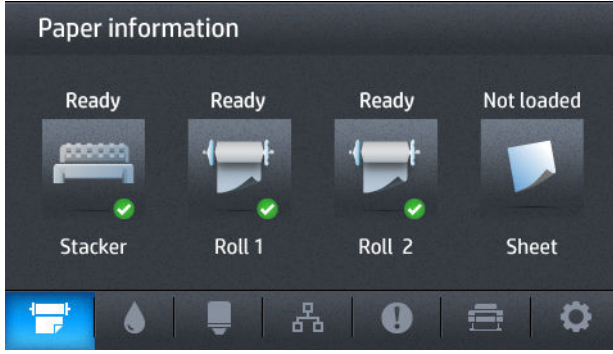 Paper information
Ready Ready Ready Not loaded
Stacker Roll 1 Roll 2 Sheet